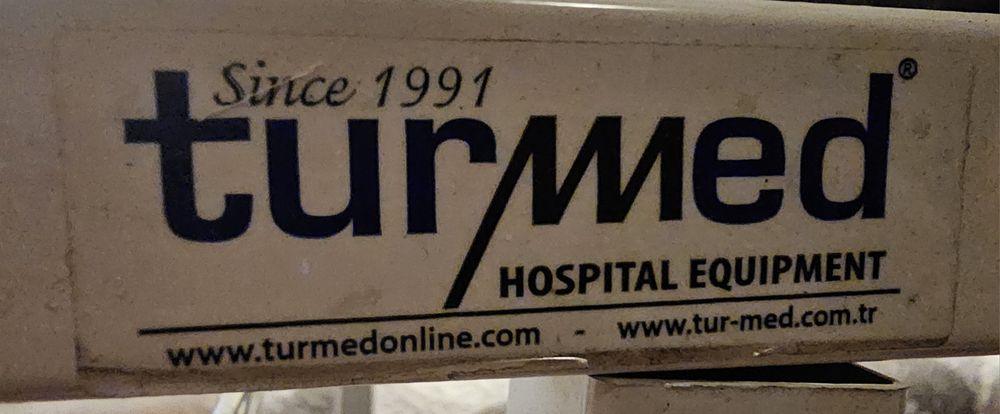 Since 1991
turmed®
HOSPITAL EQUIPMENT
www.turmedonline.com - www.tur-med.com.tr